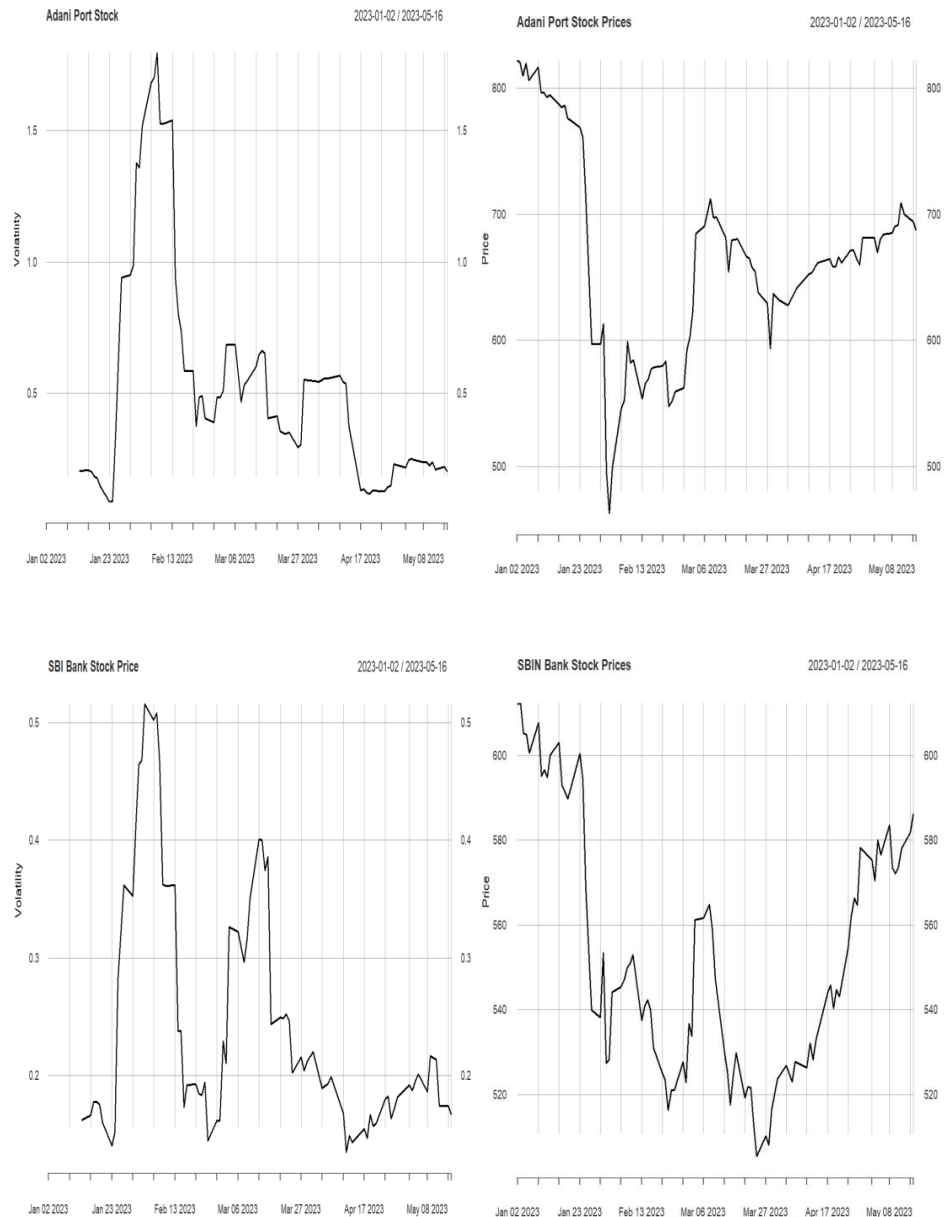 Adani Port Stock 2023-01-02 / 2023-05-16
1.5 1.5
1.0 1.0
0.5 0.5
Volatility
Jan 02 2023 Jan 23 2023 Feb 13 2023 Mar 06 2023 Mar 27 2023 Apr 17 2023 May 08 2023
Adani Port Stock Prices 2023-01-02 / 2023-05-16
800 800
700 700
600 600
500 500
Price
Jan 02 2023 Jan 23 2023 Feb 13 2023 Mar 06 2023 Mar 27 2023 Apr 17 2023 May 08 2023
SBI Bank Stock Price 2023-01-02 / 2023-05-16
0.5 0.5
0.4 0.4
0.3 0.3
0.2 0.2
Volatility
Jan 02 2023 Jan 23 2023 Feb 13 2023 Mar 06 2023 Mar 27 2023 Apr 17 2023 May 08 2023
SBIN Bank Stock Prices 2023-01-02 / 2023-05-16
600 600
580 580
560 560
540 540
520 520
Price
Jan 02 2023 Jan 23 2023 Feb 13 2023 Mar 06 2023 Mar 27 2023 Apr 17 2023 May 08 2023